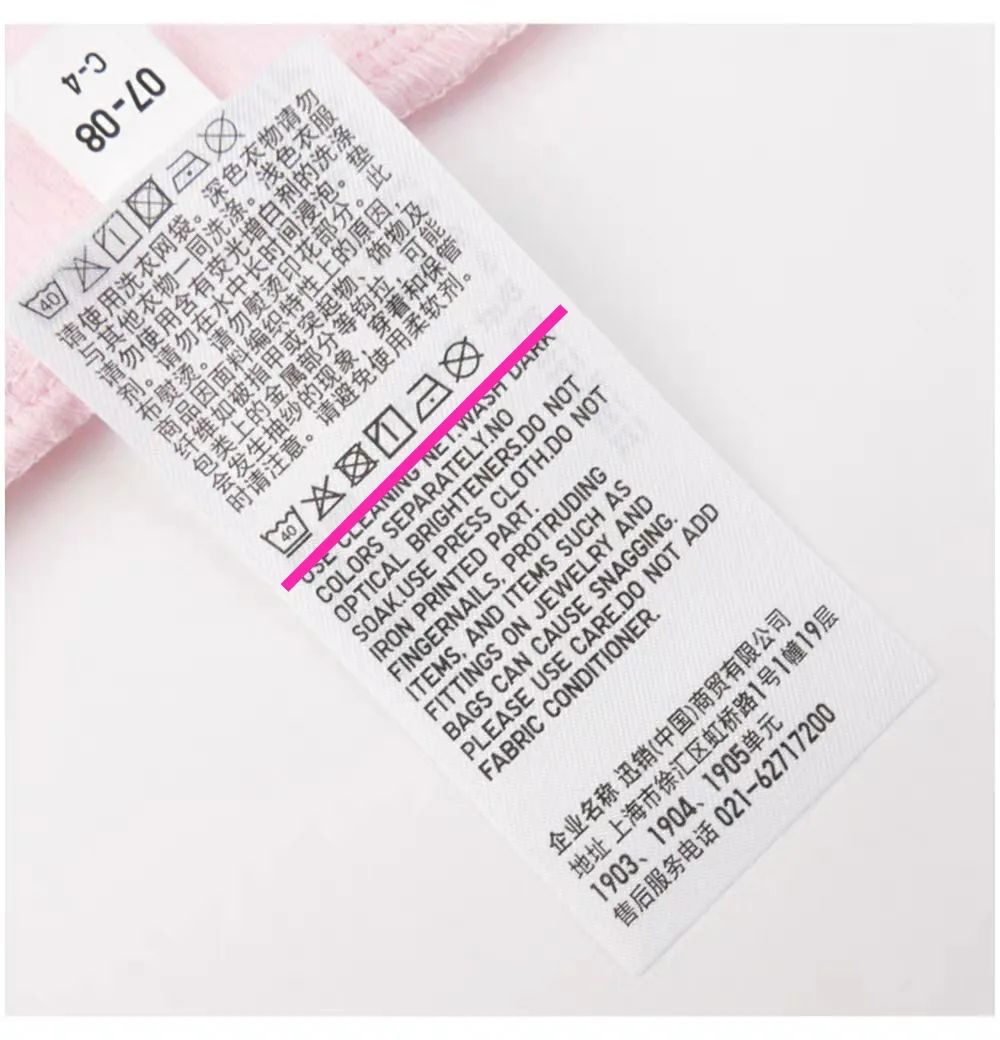 07-08
C-4
40 1
请使用洗衣网袋。深色衣物请勿
与其他衣物一同洗涤。浅色衣服
请勿使用含有荧光增白剂的洗涤
剂。请勿在水中长时间浸泡。垫
布熨烫。请勿熨烫印花部分。此
商品因面料编织特性上的原因，
纤维如被指甲或突起物、饰物及
包类上的金属部分等钩拉，可能
会发生抽纱的现象，穿着和保管
时请注意。请避免使用柔软剂。
40 1
USE CLEANING NET.WASH DARK
COLORS SEPARATELY.NO
OPTICAL BRIGHTENERS.DO NOT
SOAK.USE PRESS CLOTH.DO NOT
IRON PRINTED PART.
FINGERNAILS, PROTRUDING
ITEMS, AND ITEMS SUCH AS
FITTINGS ON JEWELRY AND
BAGS CAN CAUSE SNAGGING.
PLEASE USE CARE.DO NOT ADD
FABRIC CONDITIONER.
企业名称 迅销(中国)商贸有限公司
地址 上海市徐汇区虹桥路1号1幢19层
1903、1904、1905单元
售后服务电话 021-62717200